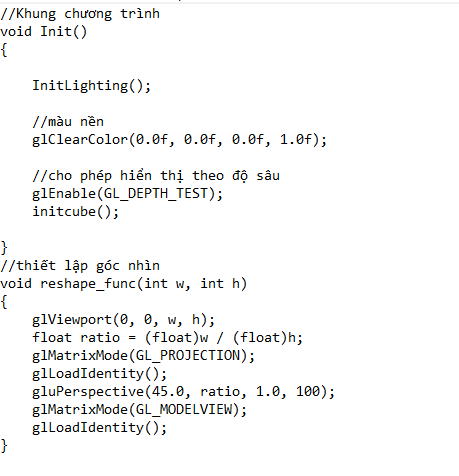 //Khung chương trình
void Init()
{
InitLighting();
//màu nền
glClearColor(0.0f, 0.0f, 0.0f, 1.0f);
//cho phép hiển thị theo độ sâu
glEnable(GL_DEPTH_TEST);
initcube();
}
//thiết lập góc nhìn
void reshape_func(int w, int h)
{
glViewport(0, 0, w, h);
float ratio = (float)w / (float)h;
glMatrixMode(GL_PROJECTION);
glLoadIdentity();
gluPerspective(45.0, ratio, 1.0, 100);
glMatrixMode(GL_MODELVIEW);
glLoadIdentity();
}